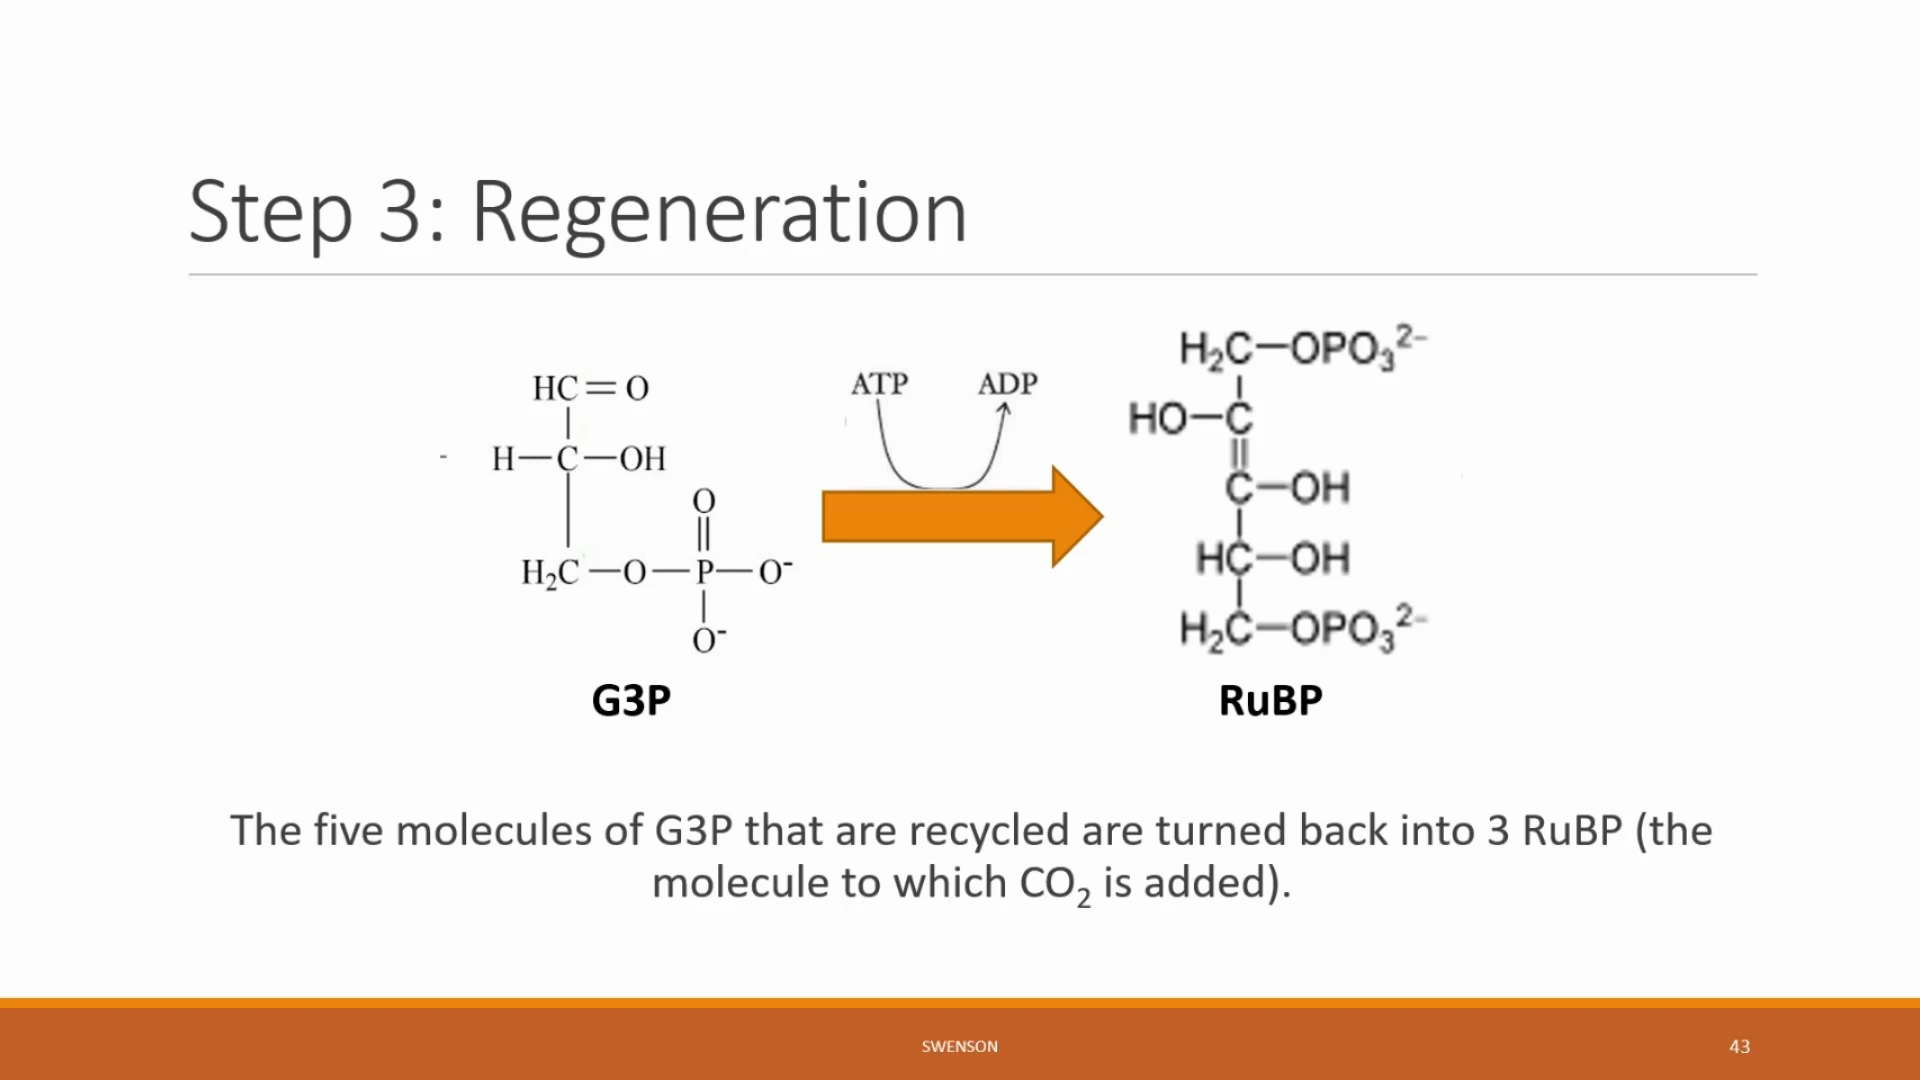 Step 3: Regeneration
HC=O
H—C—OH
O
H₂C—O—P—O⁻
O⁻
G3P
ATP ADP
H₂C—OPO₃²⁻
HO—C
C—OH
HC—OH
H₂C—OPO₃²⁻
RuBP
The five molecules of G3P that are recycled are turned back into 3 RuBP (the
molecule to which CO₂ is added).
SWENSON
43